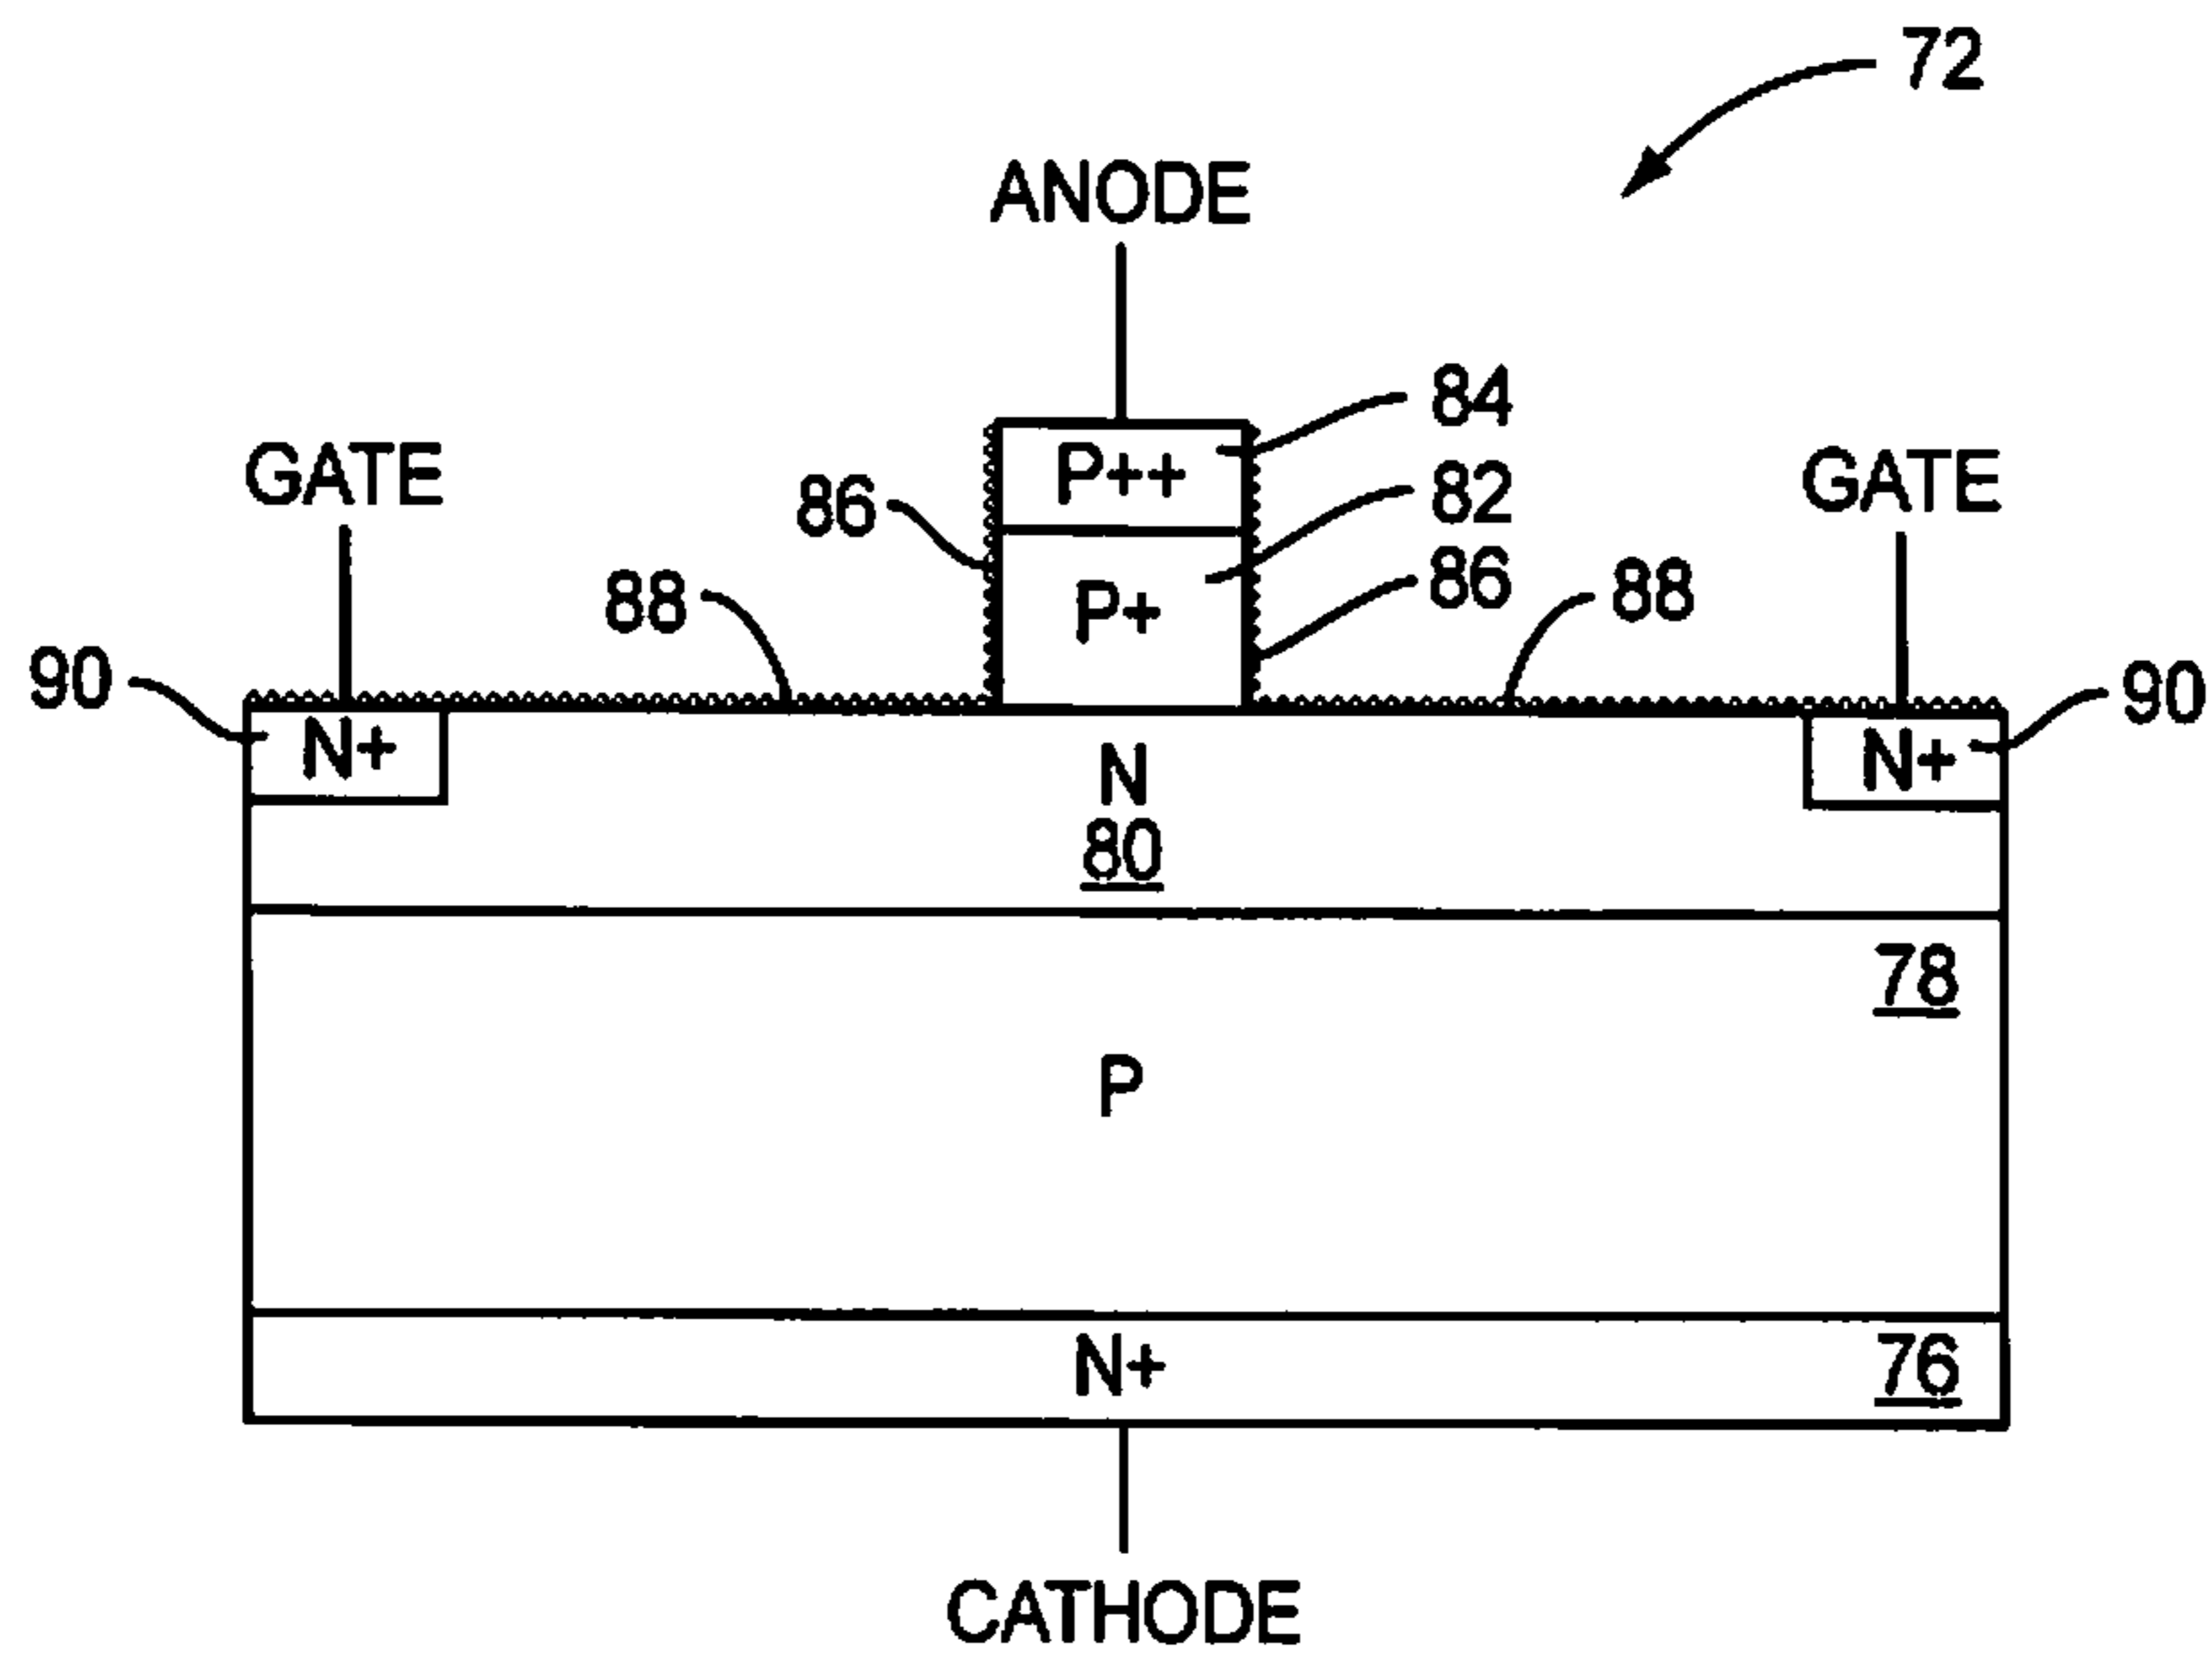 72
ANODE
84
GATE
P++
GATE
86
82
88
P+
86
88
90
90
N+
N
N+
80
78
P
N+
76
CATHODE